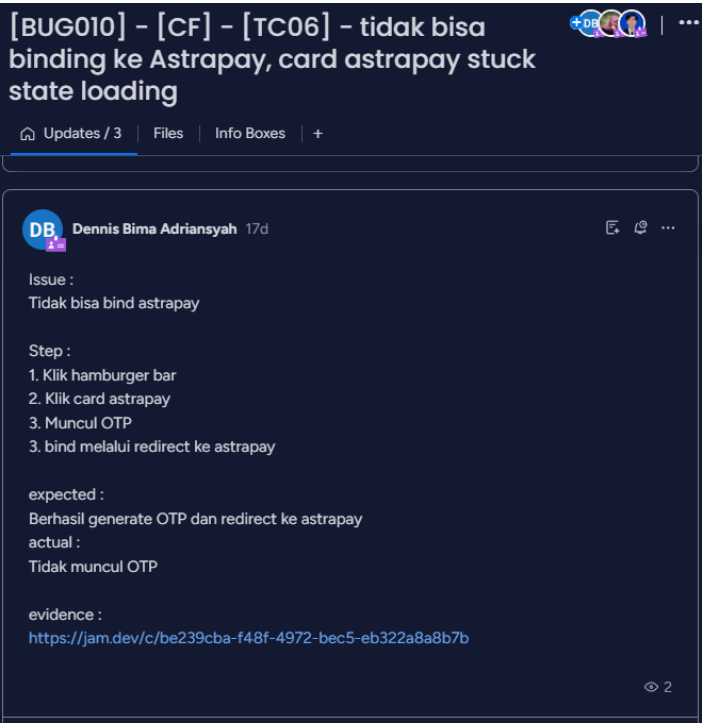 [BUG010] - [CF] - [TC06] - tidak bisa
binding ke Astrapay, card astrapay stuck
state loading
DB
Updates / 3
Files
Info Boxes
+
DB
Dennis Bima Adriansyah 17d
Issue :
Tidak bisa bind astrapay
Step :
1. Klik hamburger bar
2. Klik card astrapay
3. Muncul OTP
3. bind melalui redirect ke astrapay
expected :
Berhasil generate OTP dan redirect ke astrapay
actual :
Tidak muncul OTP
evidence :
https://jam.dev/c/be239cba-f48f-4972-bec5-eb322a8a8b7b
2